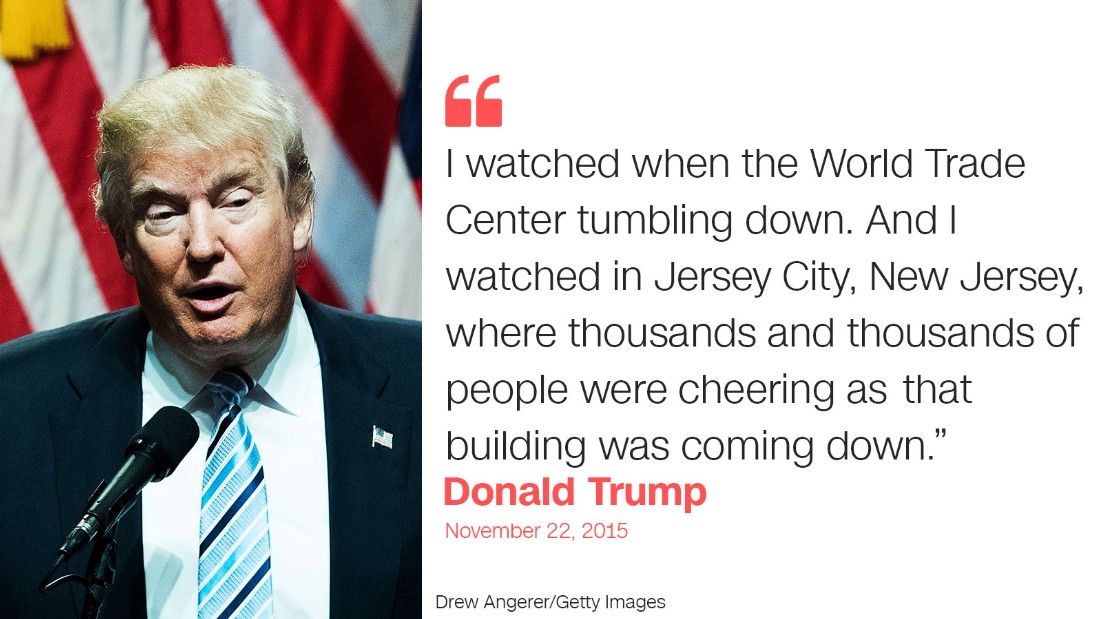 “
I watched when the World Trade
Center tumbling down. And I
watched in Jersey City, New Jersey,
where thousands and thousands of
people were cheering as that
building was coming down.”
Donald Trump
November 22, 2015
Drew Angerer/Getty Images